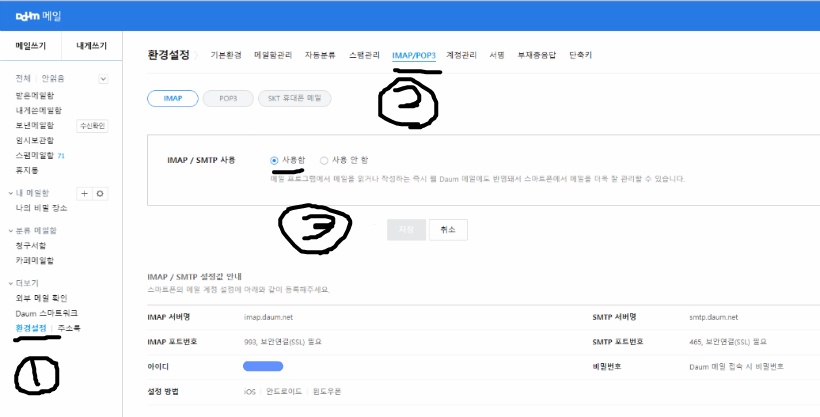 Daum 메일
메일쓰기 내게쓰기
환경설정 기본환경 메일함관리 자동분류 스팸관리 IMAP/POP3 계정관리 서명 부재중응답 단축키
전체 | 안읽음
받은메일함
내게쓴메일함
보낸메일함 수신확인
임시보관함
스팸메일함 71
휴지통
내 메일함
나의 비밀 장소
분류 메일함
청구서함
카페메일함
더보기
외부 메일 확인
Daum 스마트워크
환경설정 | 주소록
1
IMAP POP3 SKT 휴대폰 메일
2
IMAP / SMTP 사용 사용함 사용 안 함
메일 프로그램에서 메일을 읽거나 작성하는 즉시 웹 Daum 메일에도 반영돼서 스마트폰에서 메일을 더욱 잘 관리할 수 있습니다.
3
저장 취소
IMAP / SMTP 설정값 안내
스마트폰의 메일 계정 설정에 아래와 같이 등록해주세요.
IMAP 서버명 imap.daum.net SMTP 서버명 smtp.daum.net
IMAP 포트번호 993, 보안연결(SSL) 필요 SMTP 포트번호 465, 보안연결(SSL) 필요
아이디 비밀번호 Daum 메일 접속 시 비밀번호
설정 방법 iOS | 안드로이드 | 윈도우폰